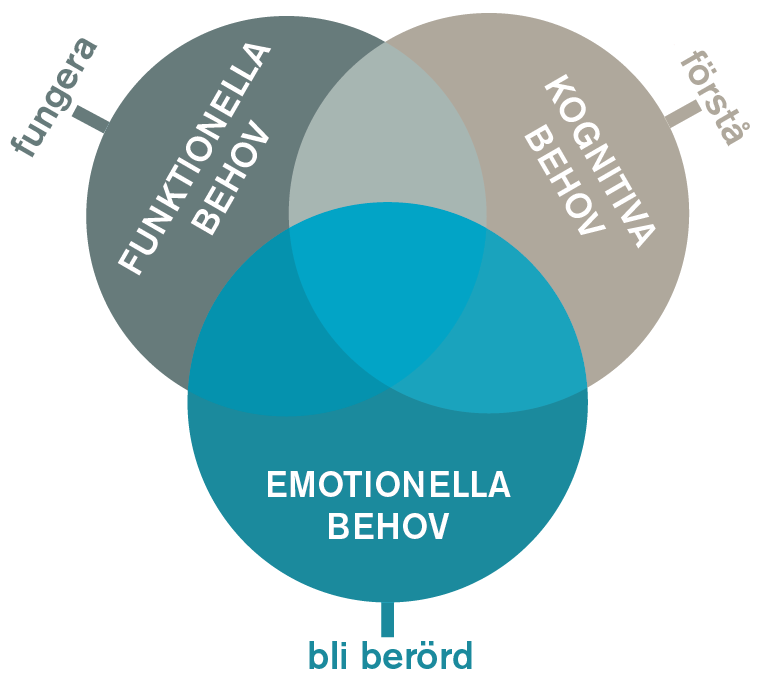 fungera
FUNKTIONELLA
BEHOV
KOGNITIVA
BEHOV
förstå
EMOTIONELLA
BEHOV
bli berörd